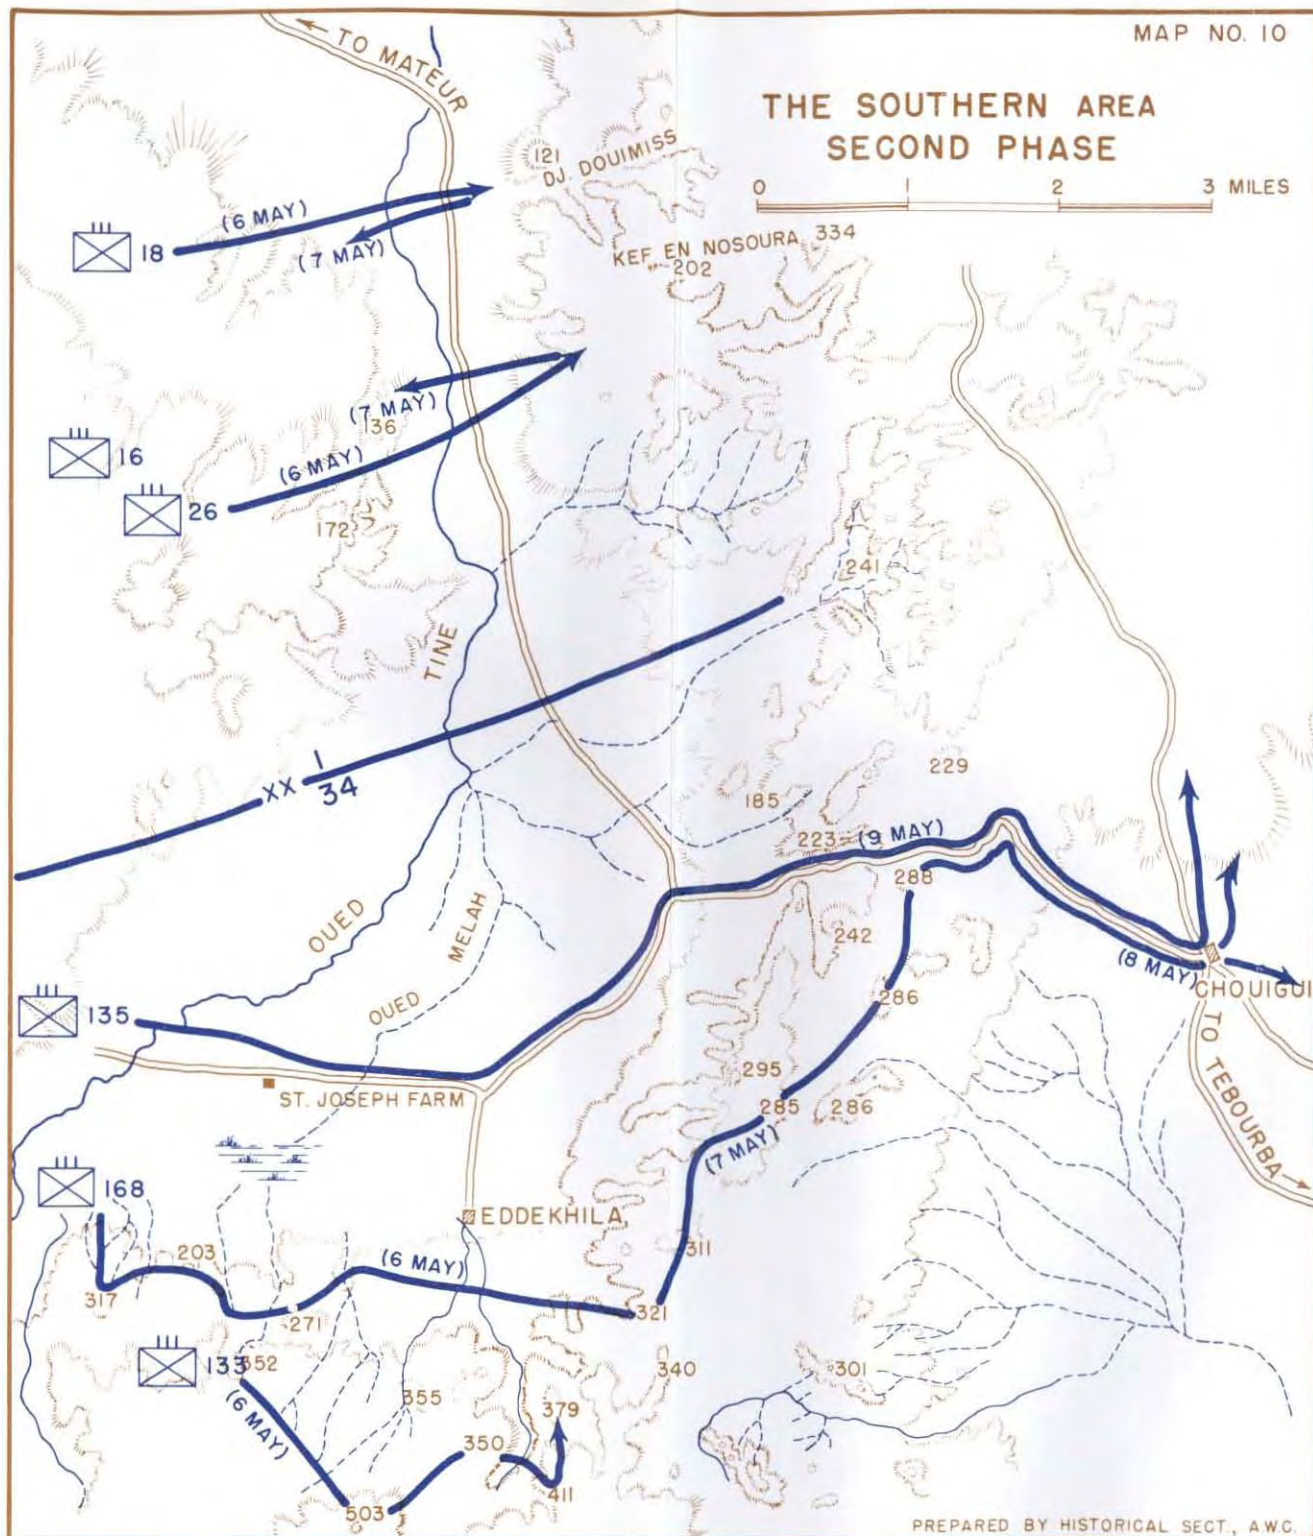 MAP NO. 10
TO MATEUR
THE SOUTHERN AREA
SECOND PHASE
0 1 2 3 MILES
121
DJ. DOUIMISS
(6 MAY)
18
(7 MAY)
KEF EN NOSOURA 334
202
(7 MAY)
136
16
(6 MAY)
26
172
241
TINE
XX
1
34
229
185
223
(9 MAY)
288
OUED
MELAH
242
(8 MAY)
CHOUIGUI
286
OUED
135
TO TEBOURBA
295
ST. JOSEPH FARM
285
286
(7 MAY)
168
EDDEKHILA
203
(6 MAY)
311
317
271
321
133
352
340
301
(6 MAY)
355
379
350
411
503
PREPARED BY HISTORICAL SECT., A.W.C.